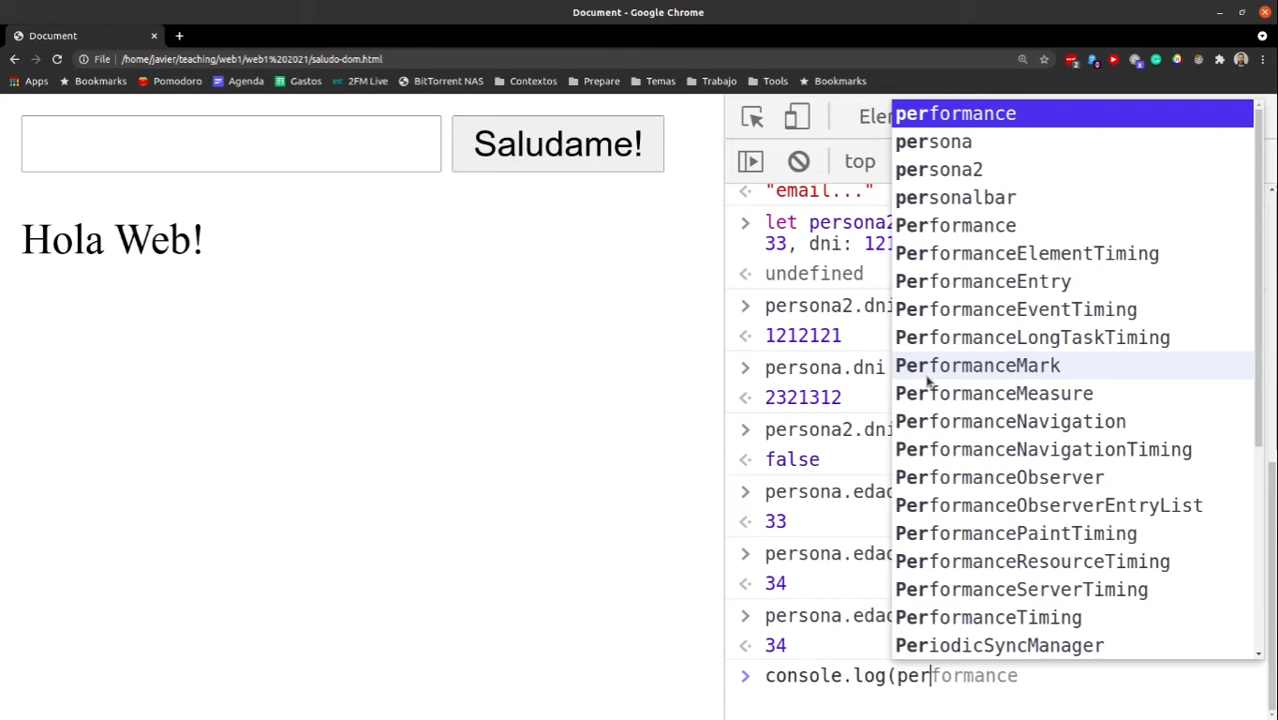 Document - Google Chrome
Document
File /home/javier/teaching/web1/web1%202021/saludo-dom.html
Apps Bookmarks Pomodoro Agenda Gastos 2FM Live BitTorrent NAS Contextos Prepare Temas Trabajo Tools Bookmarks
Saludame!
Hola Web!
Ele
top
"email..."
let persona2
33, dni: 121
undefined
persona2.dni
1212121
persona.dni
2321312
persona2.dni
false
persona.edad
33
persona.edad
34
persona.edad
34
console.log(performance
performance
persona
persona2
personalbar
Performance
PerformanceElementTiming
PerformanceEntry
PerformanceEventTiming
PerformanceLongTaskTiming
PerformanceMark
PerformanceMeasure
PerformanceNavigation
PerformanceNavigationTiming
PerformanceObserver
PerformanceObserverEntryList
PerformancePaintTiming
PerformanceResourceTiming
PerformanceServerTiming
PerformanceTiming
PeriodicSyncManager